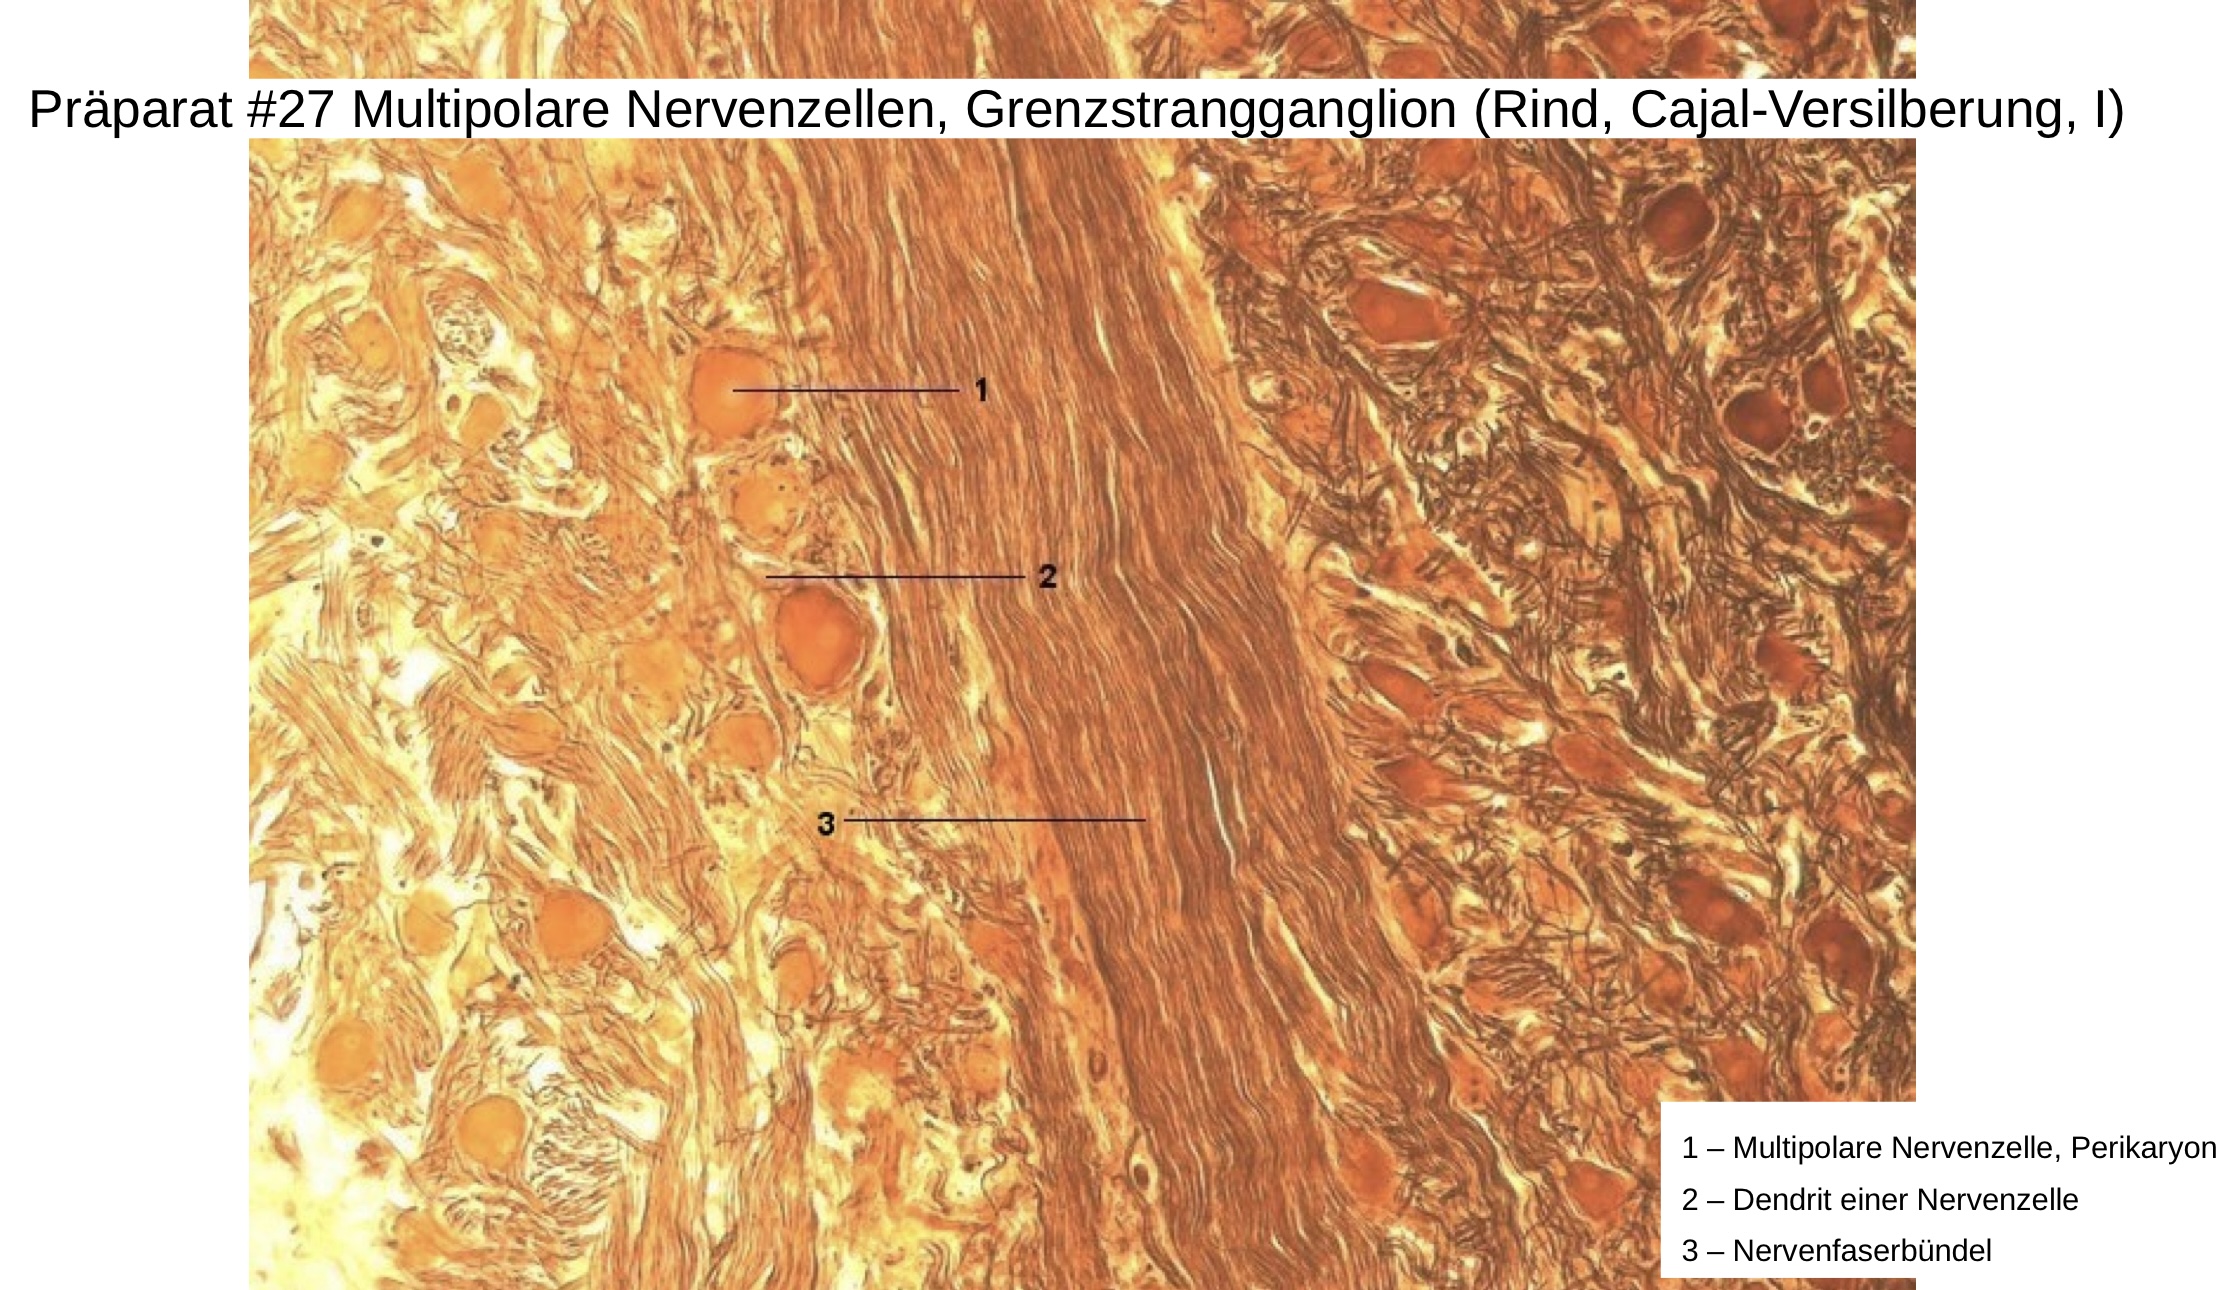 Präparat #27 Multipolare Nervenzellen, Grenzstrangganglion (Rind, Cajal-Versilberung, I)
1
2
3
1 – Multipolare Nervenzelle, Perikaryon
2 – Dendrit einer Nervenzelle
3 – Nervenfaserbündel